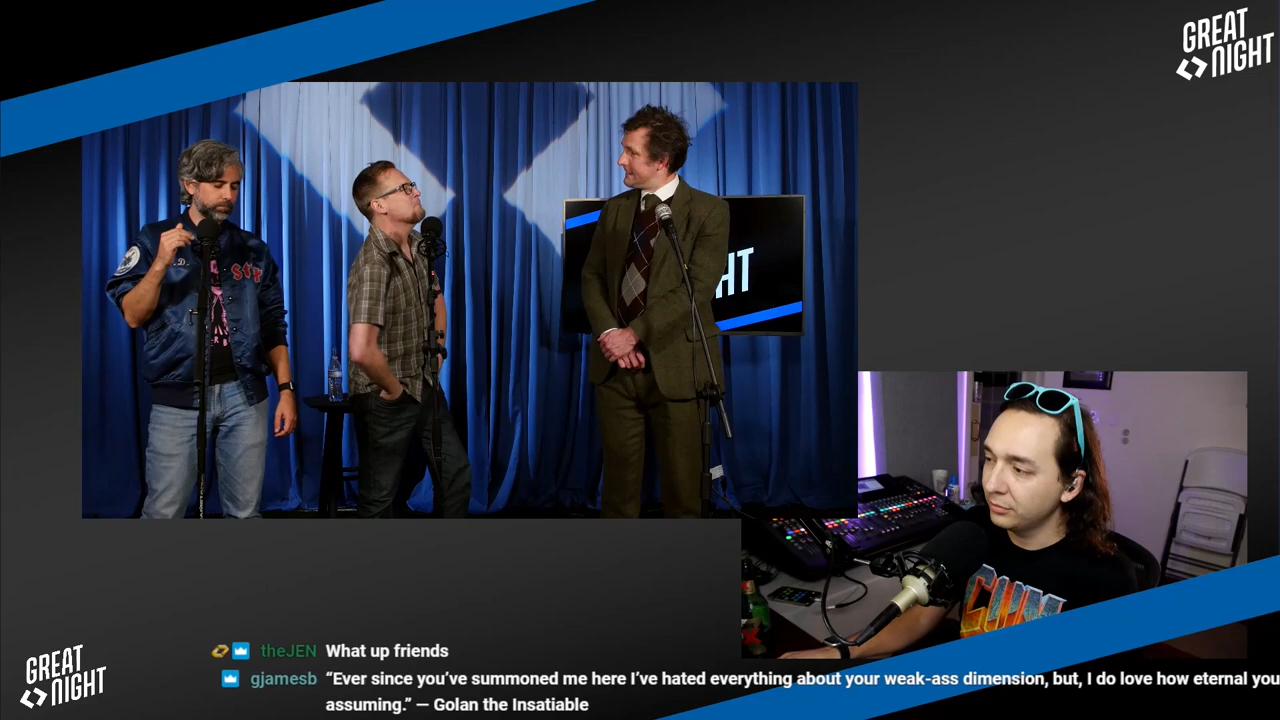 GREAT
NIGHT
HT
theJEN What up friends
gjamesb “Ever since you’ve summoned me here I’ve hated everything about your weak-ass dimension, but, I do love how eternal you
assuming.” — Golan the Insatiable
GREAT
NIGHT